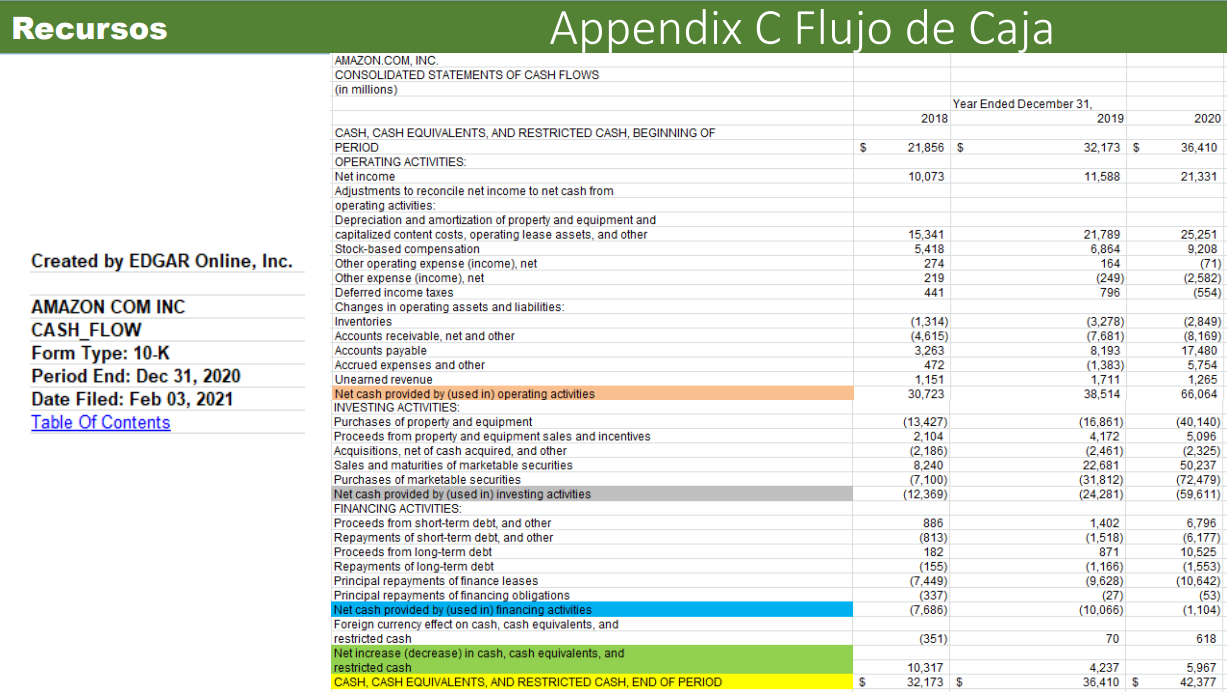 Recursos
Appendix C Flujo de Caja
Created by EDGAR Online, Inc.
AMAZON COM INC
CASH_FLOW
Form Type: 10-K
Period End: Dec 31, 2020
Date Filed: Feb 03, 2021
Table Of Contents
AMAZON.COM, INC.
CONSOLIDATED STATEMENTS OF CASH FLOWS
(in millions)
Year Ended December 31,
2018 2019 2020
CASH, CASH EQUIVALENTS, AND RESTRICTED CASH, BEGINNING OF
PERIOD $ 21,856 $ 32,173 $ 36,410
OPERATING ACTIVITIES:
Net income 10,073 11,588 21,331
Adjustments to reconcile net income to net cash from
operating activities:
Depreciation and amortization of property and equipment and
capitalized content costs, operating lease assets, and other 15,341 21,789 25,251
Stock-based compensation 5,418 6,864 9,208
Other operating expense (income), net 274 164 (71)
Other expense (income), net 219 (249) (2,582)
Deferred income taxes 441 796 (554)
Changes in operating assets and liabilities:
Inventories (1,314) (3,278) (2,849)
Accounts receivable, net and other (4,615) (7,681) (8,169)
Accounts payable 3,263 8,193 17,480
Accrued expenses and other 472 (1,383) 5,754
Unearned revenue 1,151 1,711 1,265
Net cash provided by (used in) operating activities 30,723 38,514 66,064
INVESTING ACTIVITIES:
Purchases of property and equipment (13,427) (16,861) (40,140)
Proceeds from property and equipment sales and incentives 2,104 4,172 5,096
Acquisitions, net of cash acquired, and other (2,186) (2,461) (2,325)
Sales and maturities of marketable securities 8,240 22,681 50,237
Purchases of marketable securities (7,100) (31,812) (72,479)
Net cash provided by (used in) investing activities (12,369) (24,281) (59,611)
FINANCING ACTIVITIES:
Proceeds from short-term debt, and other 886 1,402 6,796
Repayments of short-term debt, and other (813) (1,518) (6,177)
Proceeds from long-term debt 182 871 10,525
Repayments of long-term debt (155) (1,166) (1,553)
Principal repayments of finance leases (7,449) (9,628) (10,642)
Principal repayments of financing obligations (337) (27) (53)
Net cash provided by (used in) financing activities (7,686) (10,066) (1,104)
Foreign currency effect on cash, cash equivalents, and
restricted cash (351) 70 618
Net increase (decrease) in cash, cash equivalents, and
restricted cash 10,317 4,237 5,967
CASH, CASH EQUIVALENTS, AND RESTRICTED CASH, END OF PERIOD $ 32,173 $ 36,410 $ 42,377